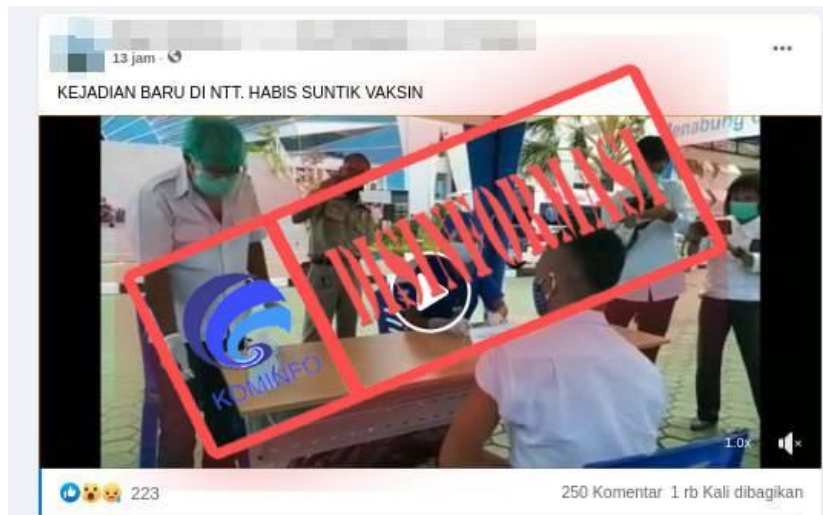 13 jam
KEJADIAN BARU DI NTT. HABIS SUNTIK VAKSIN
enabung
DISINFORMASI
KOMINFO
1.0x
223
250 Komentar 1 rb Kali dibagikan